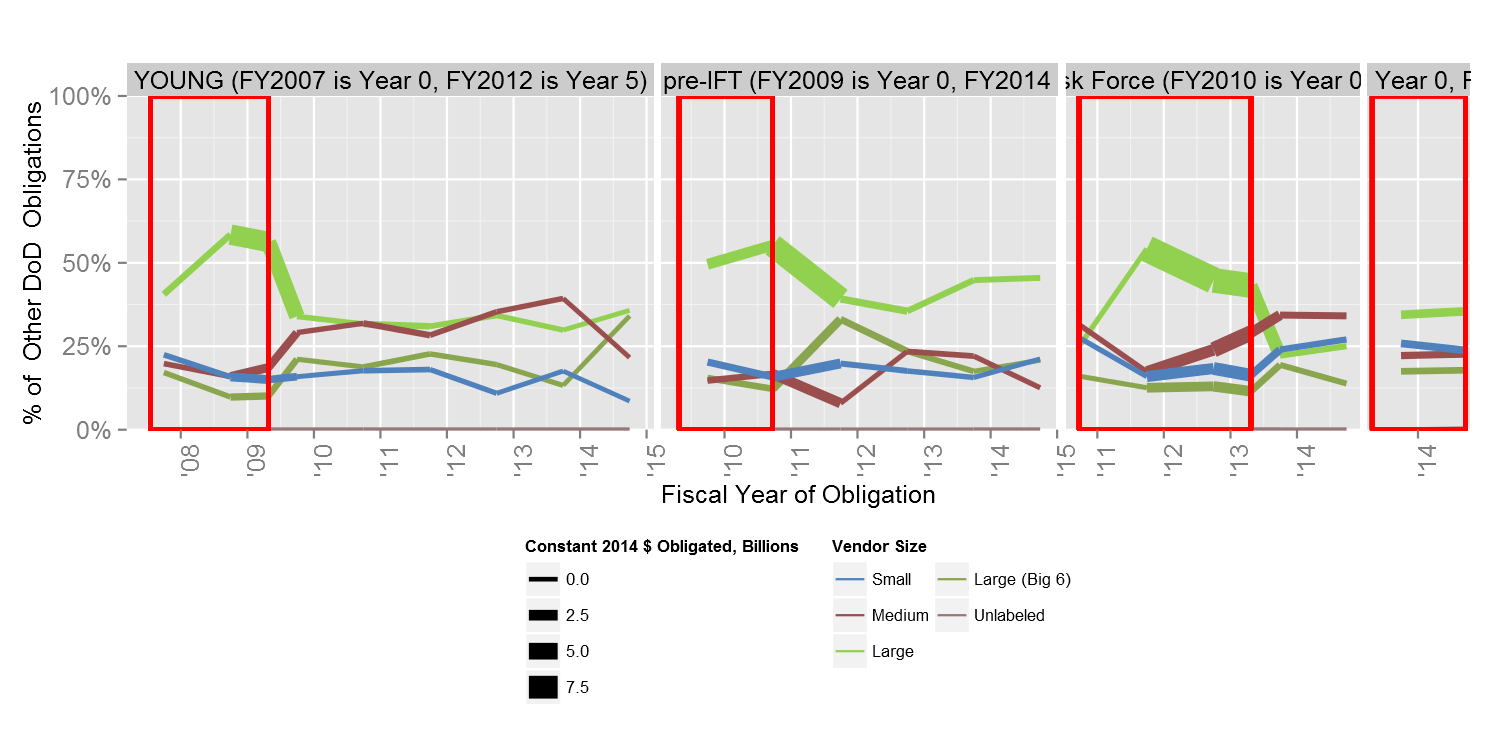 YOUNG (FY2007 is Year 0, FY2012 is Year 5)
pre-IFT (FY2009 is Year 0, FY2014
sk Force (FY2010 is Year 0
Year 0, F
% of Other DoD Obligations
100%
75%
50%
25%
0%
'08 '09 '10 '11 '12 '13 '14 '15
'10 '11 '12 '13 '14 '15
'11 '12 '13 '14
'14
Fiscal Year of Obligation
Constant 2014 $ Obligated, Billions
0.0
2.5
5.0
7.5
Vendor Size
Small
Medium
Large
Large (Big 6)
Unlabeled